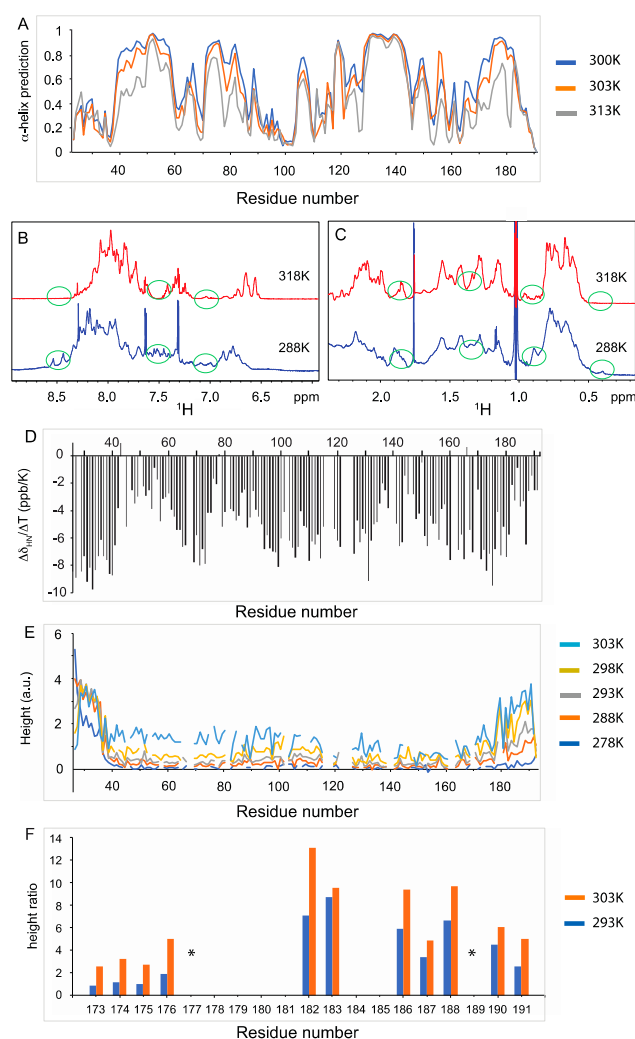 A
α-helix prediction
1
0.8
0.6
0.4
0.2
0
40 60 80 100 120 140 160 180
Residue number
300K
303K
313K
B
318K
288K
8.5 8.0 7.5 7.0 6.5 ppm
¹H
C
318K
288K
2.0 1.5 1.0 0.5 ppm
¹H
D
40 60 80 100 120 140 160 180
ΔδHN/ΔT (ppb/K)
0
-2
-4
-6
-8
-10
Residue number
E
Height (a.u.)
6
4
2
0
40 60 80 100 120 140 160 180
Residue number
303K
298K
293K
288K
278K
F
height ratio
14
12
10
8
6
4
2
0
* *
173 174 175 176 177 178 179 180 181 182 183 184 185 186 187 188 189 190 191
Residue number
303K
293K